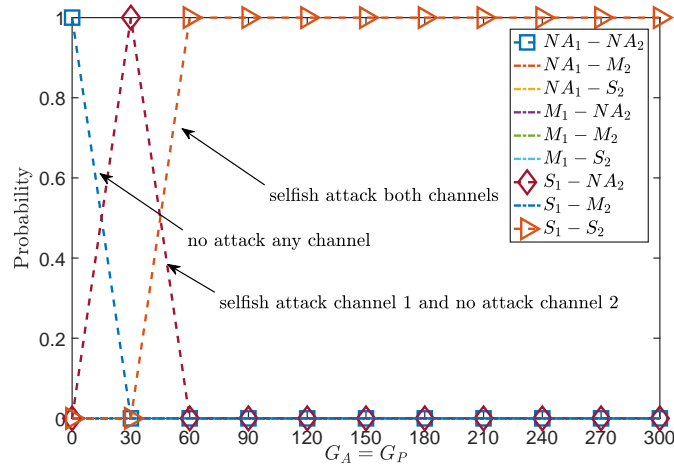 1
0.8
0.6
0.4
0.2
0
Probability
0 30 60 90 120 150 180 210 240 270 300
G_A = G_P
NA_1 - NA_2
NA_1 - M_2
NA_1 - S_2
M_1 - NA_2
M_1 - M_2
M_1 - S_2
S_1 - NA_2
S_1 - M_2
S_1 - S_2
selfish attack both channels
no attack any channel
selfish attack channel 1 and no attack channel 2